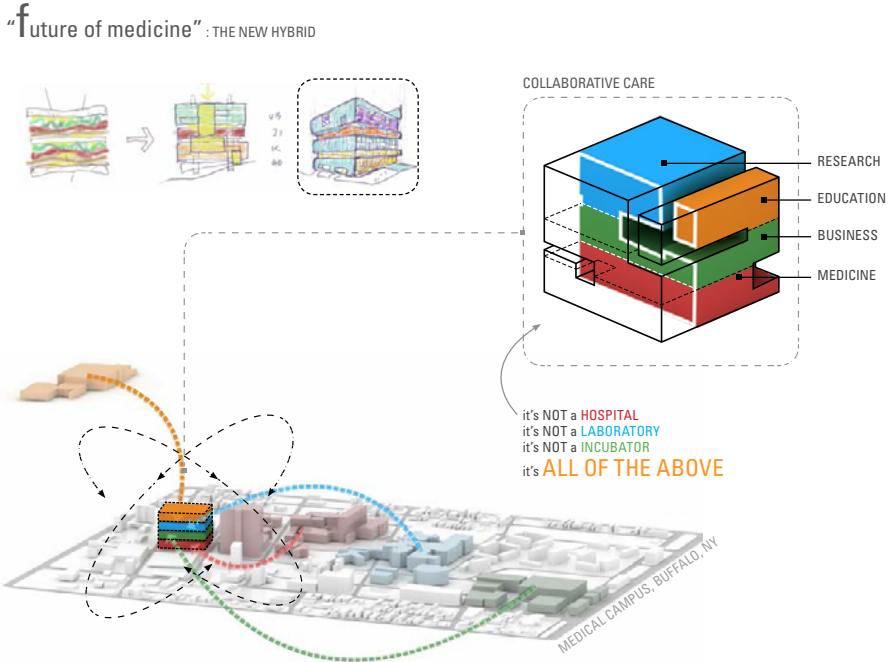 “future of medicine” : THE NEW HYBRID
COLLABORATIVE CARE
RESEARCH
EDUCATION
BUSINESS
MEDICINE
it’s NOT a HOSPITAL
it’s NOT a LABORATORY
it’s NOT a INCUBATOR
it’s ALL OF THE ABOVE
MEDICAL CAMPUS, BUFFALO, NY